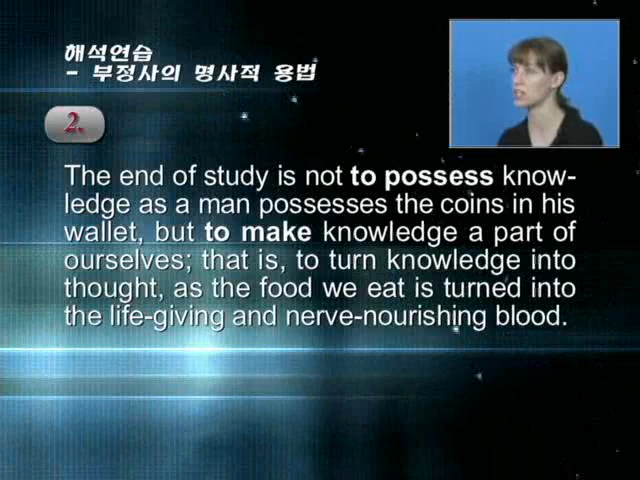 해석연습
- 부정사의 명사적 용법
2.
The end of study is not to possess know-
ledge as a man possesses the coins in his
wallet, but to make knowledge a part of
ourselves; that is, to turn knowledge into
thought, as the food we eat is turned into
the life-giving and nerve-nourishing blood.